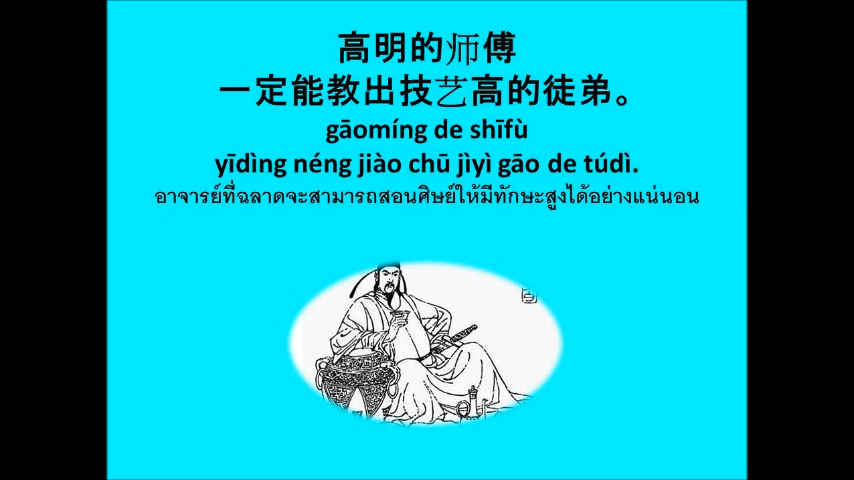 高明的师傅
一定能教出技艺高的徒弟。
gāomíng de shīfù
yīdìng néng jiào chū jìyì gāo de túdì.
อาจารย์ที่ฉลาดจะสามารถสอนศิษย์ให้มีทักษะสูงได้อย่างแน่นอน